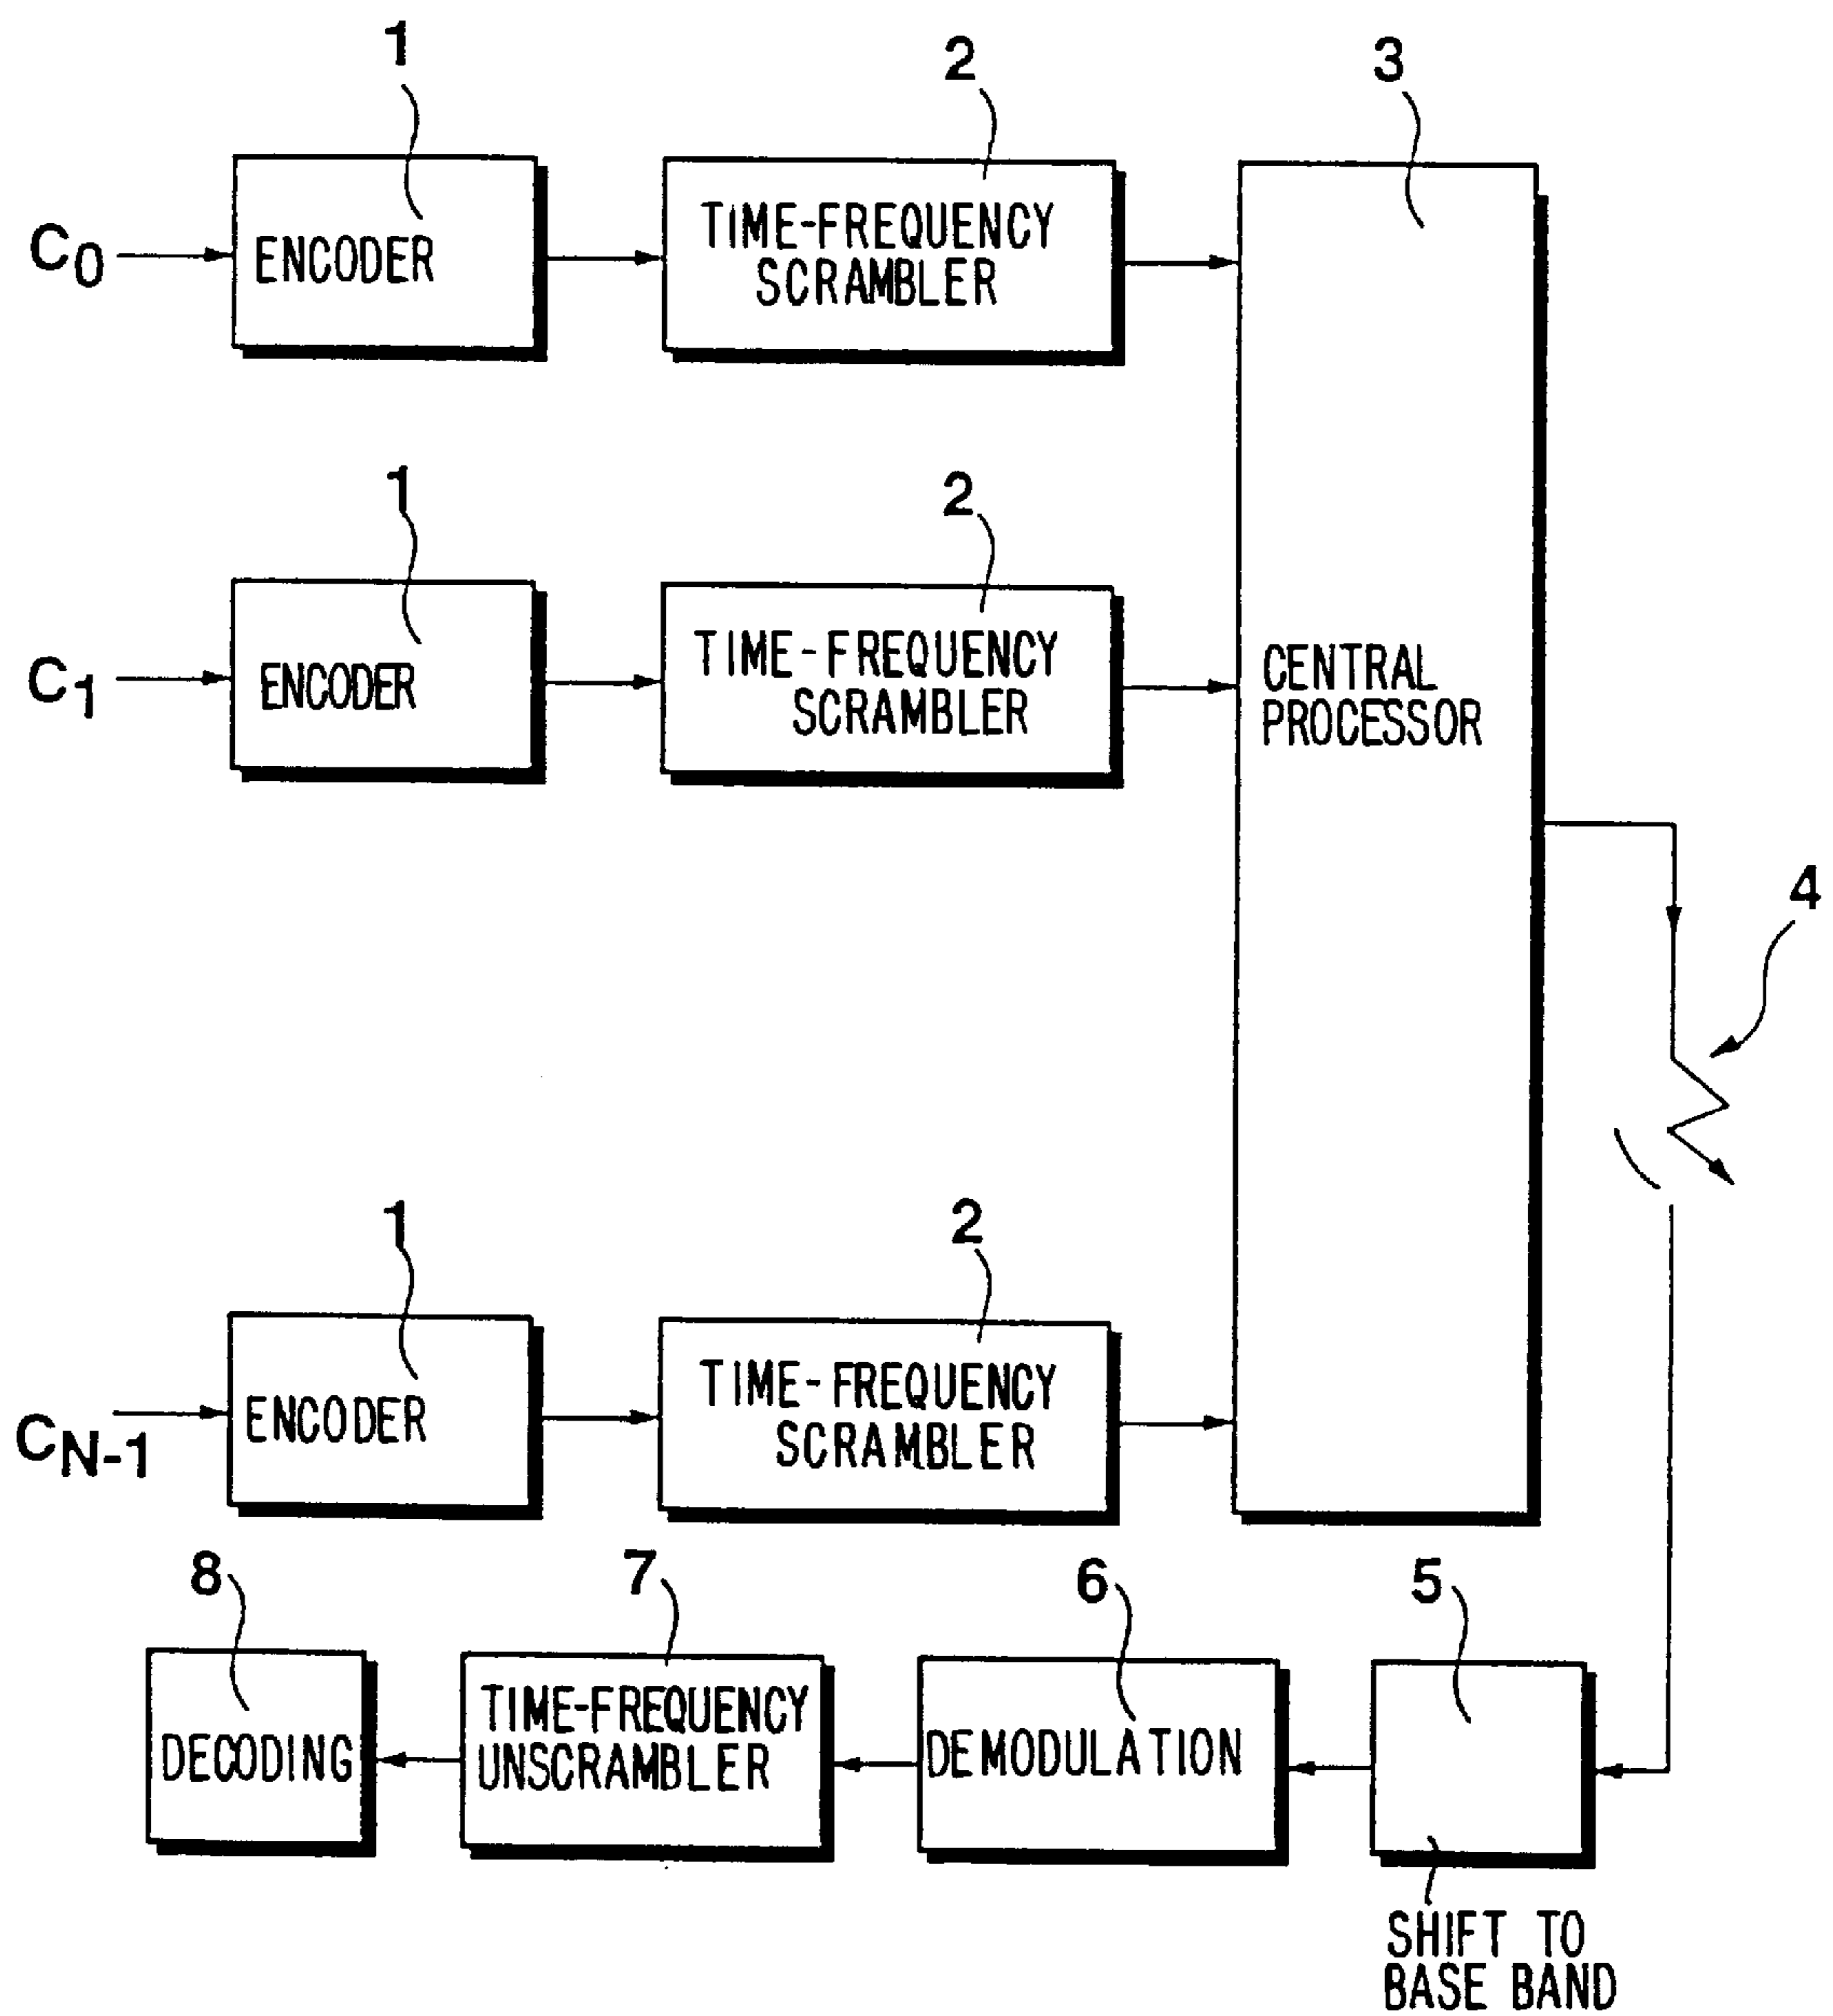 1
2
3
C0
ENCODER
TIME-FREQUENCY
SCRAMBLER
1
2
C1
ENCODER
TIME-FREQUENCY
SCRAMBLER
CENTRAL
PROCESSOR
4
1
2
CN-1
ENCODER
TIME-FREQUENCY
SCRAMBLER
8
7
6
5
DECODING
TIME-FREQUENCY
UNSCRAMBLER
DEMODULATION
SHIFT TO
BASE BAND